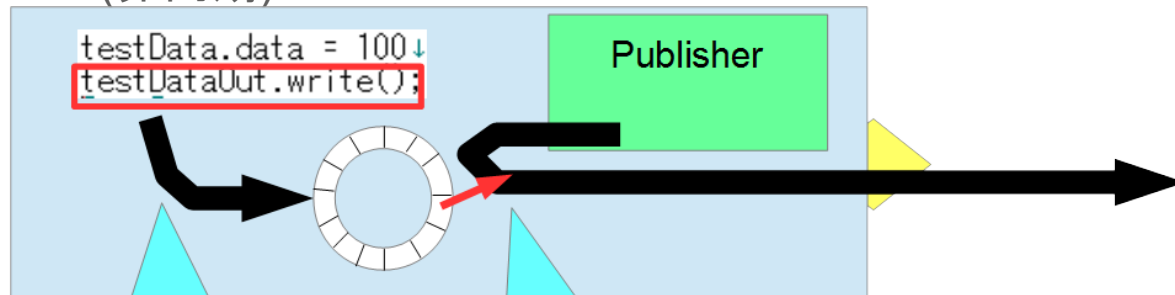 testData.data = 100↓
testDataOut.write();
Publisher